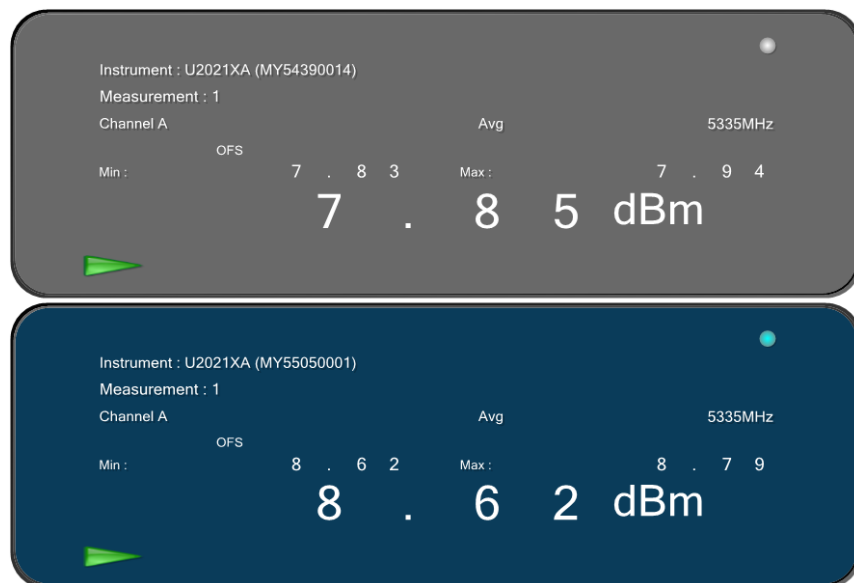 Instrument : U2021XA (MY54390014)
Measurement : 1
Channel A Avg 5335MHz
OFS
Min : 7 . 8 3 Max : 7 . 9 4
7 . 8 5 dBm
Instrument : U2021XA (MY55050001)
Measurement : 1
Channel A Avg 5335MHz
OFS
Min : 8 . 6 2 Max : 8 . 7 9
8 . 6 2 dBm